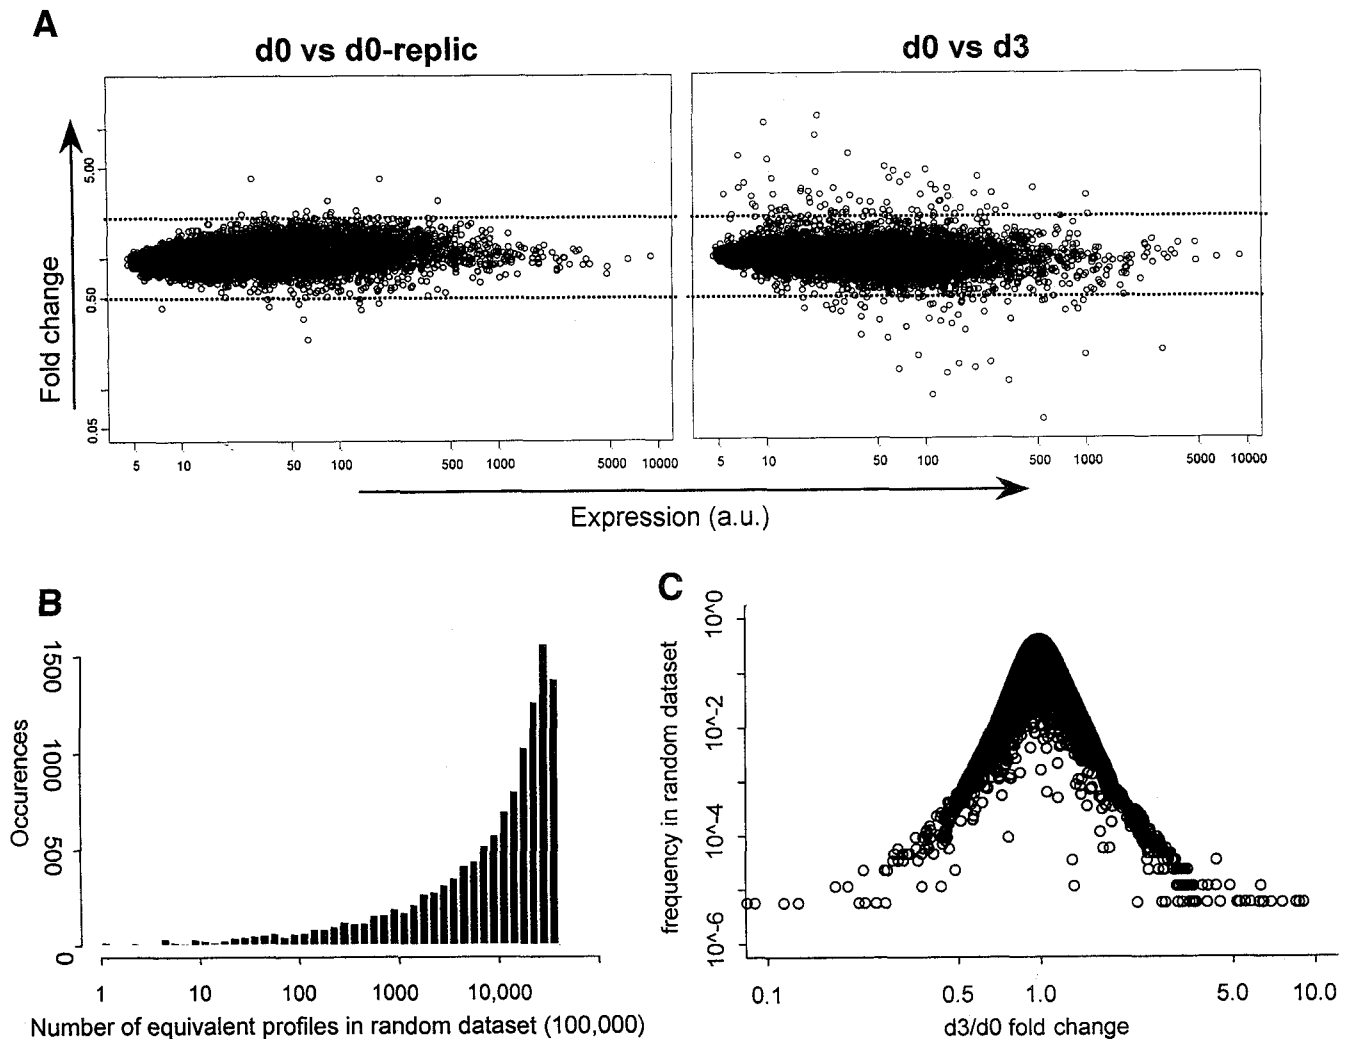 A
d0 vs d0-replic
d0 vs d3
Fold change
5.00
0.50
0.05
5 10 50 100 500 1000 5000 10000
5 10 50 100 500 1000 5000 10000
Expression (a.u.)
B
Occurences
1500
1000
500
0
1 10 100 1000 10,000
Number of equivalent profiles in random dataset (100,000)
C
frequency in random dataset
10^0
10^-2
10^-4
10^-6
0.1 0.5 1.0 5.0 10.0
d3/d0 fold change